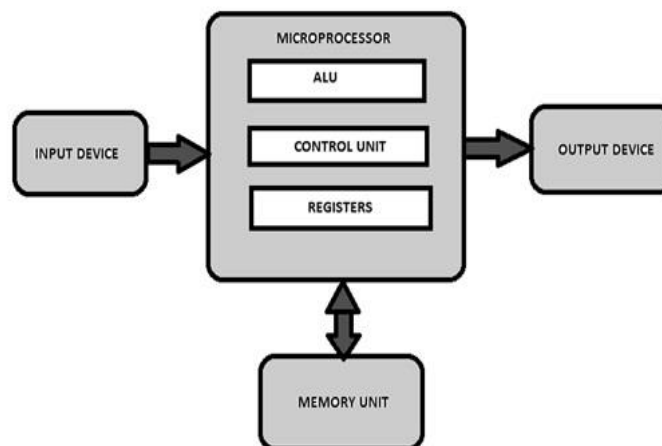 MICROPROCESSOR
ALU
INPUT DEVICE
CONTROL UNIT
OUTPUT DEVICE
REGISTERS
MEMORY UNIT